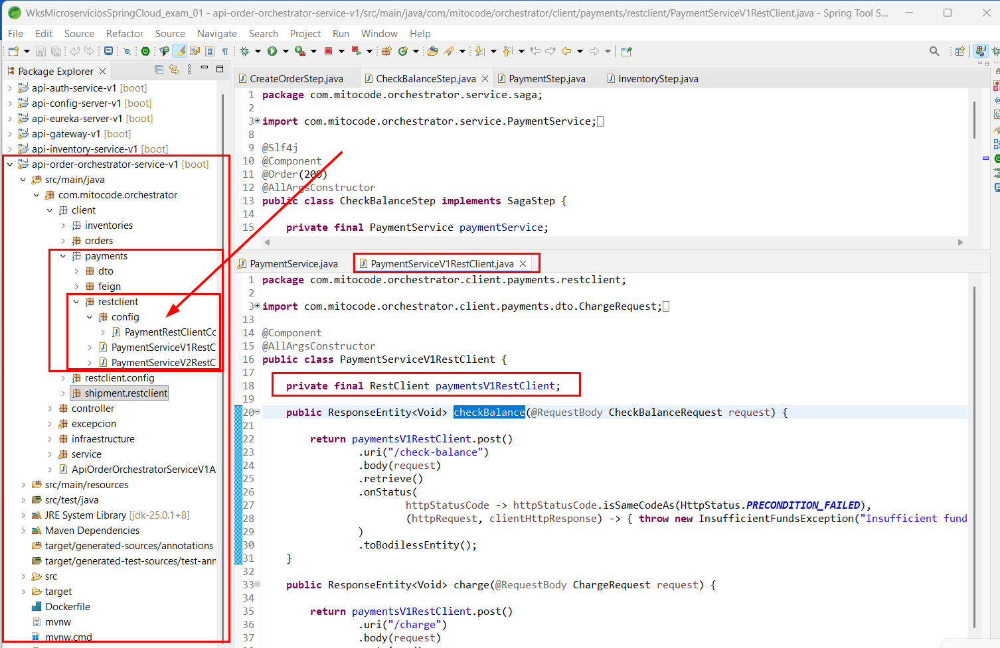 WksMicroserviciosSpringCloud_exam_01 - api-order-orchestrator-service-v1/src/main/java/com/mitocode/orchestrator/client/payments/restclient/PaymentServiceV1RestClient.java - Spring Tool S...
File Edit Source Refactor Source Navigate Search Project Run Window Help
Package Explorer
api-auth-service-v1 [boot]
api-config-server-v1 [boot]
api-eureka-server-v1 [boot]
api-gateway-v1 [boot]
api-inventory-service-v1 [boot]
api-order-orchestrator-service-v1 [boot]
src/main/java
com.mitocode.orchestrator
client
inventories
orders
payments
dto
feign
restclient
config
PaymentRestClientCc
PaymentServiceV1RestC
PaymentServiceV2RestC
restclient.config
shipment.restclient
controller
excepcion
infraestructure
service
ApiOrderOrchestratorServiceV1A
src/main/resources
src/test/java
JRE System Library [jdk-25.0.1+8]
Maven Dependencies
target/generated-sources/annotations
target/generated-test-sources/test-anr
src
target
Dockerfile
mvnw
mvnw.cmd
CreateOrderStep.java CheckBalanceStep.java PaymentStep.java InventoryStep.java
1 package com.mitocode.orchestrator.service.saga;
2
3 import com.mitocode.orchestrator.service.PaymentService;
8
9 @Slf4j
10 @Component
11 @Order(200)
12 @AllArgsConstructor
13 public class CheckBalanceStep implements SagaStep {
14
15 private final PaymentService paymentService;
PaymentService.java PaymentServiceV1RestClient.java
1 package com.mitocode.orchestrator.client.payments.restclient;
2
3 import com.mitocode.orchestrator.client.payments.dto.ChargeRequest;
13
14 @Component
15 @AllArgsConstructor
16 public class PaymentServiceV1RestClient {
17
18 private final RestClient paymentsV1RestClient;
19
20 public ResponseEntity<Void> checkBalance(@RequestBody CheckBalanceRequest request) {
21
22 return paymentsV1RestClient.post()
23 .uri("/check-balance")
24 .body(request)
25 .retrieve()
26 .onStatus(
27 httpStatusCode -> httpStatusCode.isSameCodeAs(HttpStatus.PRECONDITION_FAILED),
28 (httpRequest, clientHttpResponse) -> { throw new InsufficientFundsException("Insufficient fund
29 )
30 .toBodilessEntity();
31 }
32
33 public ResponseEntity<Void> charge(@RequestBody ChargeRequest request) {
34
35 return paymentsV1RestClient.post()
36 .uri("/charge")
37 .body(request)